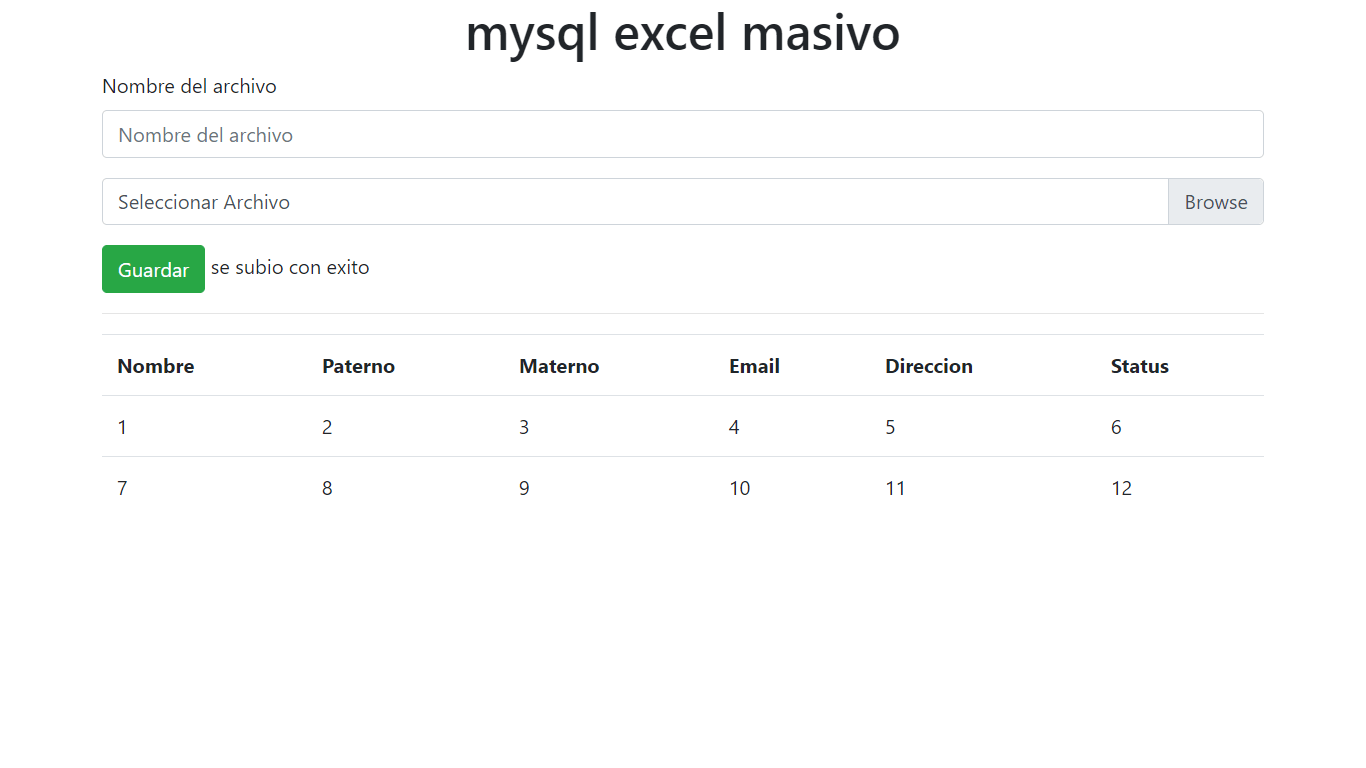 mysql excel masivo
Nombre del archivo
Nombre del archivo
Seleccionar Archivo Browse
Guardar se subio con exito
Nombre Paterno Materno Email Direccion Status
1 2 3 4 5 6
7 8 9 10 11 12